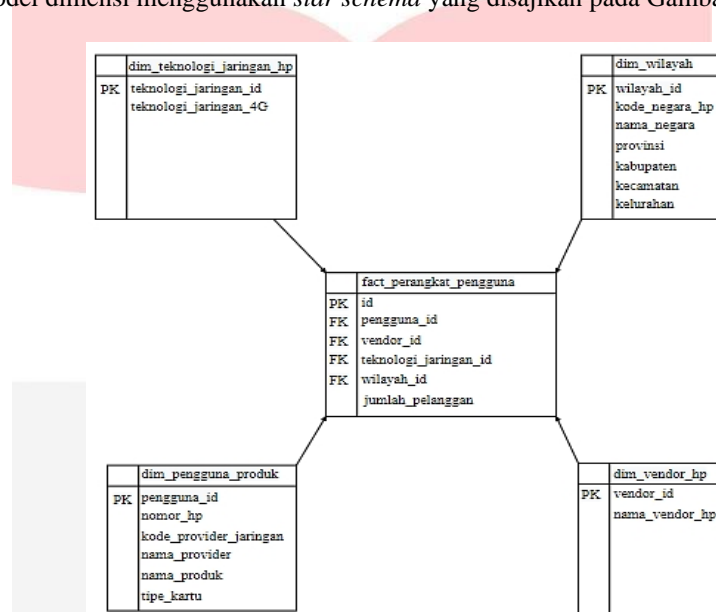 odel dimensi menggunakan star schema yang disajikan pada Gamba
dim_teknologi_jaringan_hp
PK teknologi_jaringan_id
teknologi_jaringan_4G
dim_wilayah
PK wilayah_id
kode_negara_hp
nama_negara
provinsi
kabupaten
kecamatan
kelurahan
fact_perangkat_pengguna
PK id
FK pengguna_id
FK vendor_id
FK teknologi_jaringan_id
FK wilayah_id
jumlah_pelanggan
dim_pengguna_produk
PK pengguna_id
nomor_hp
kode_provider_jaringan
nama_provider
nama_produk
tipe_kartu
dim_vendor_hp
PK vendor_id
nama_vendor_hp